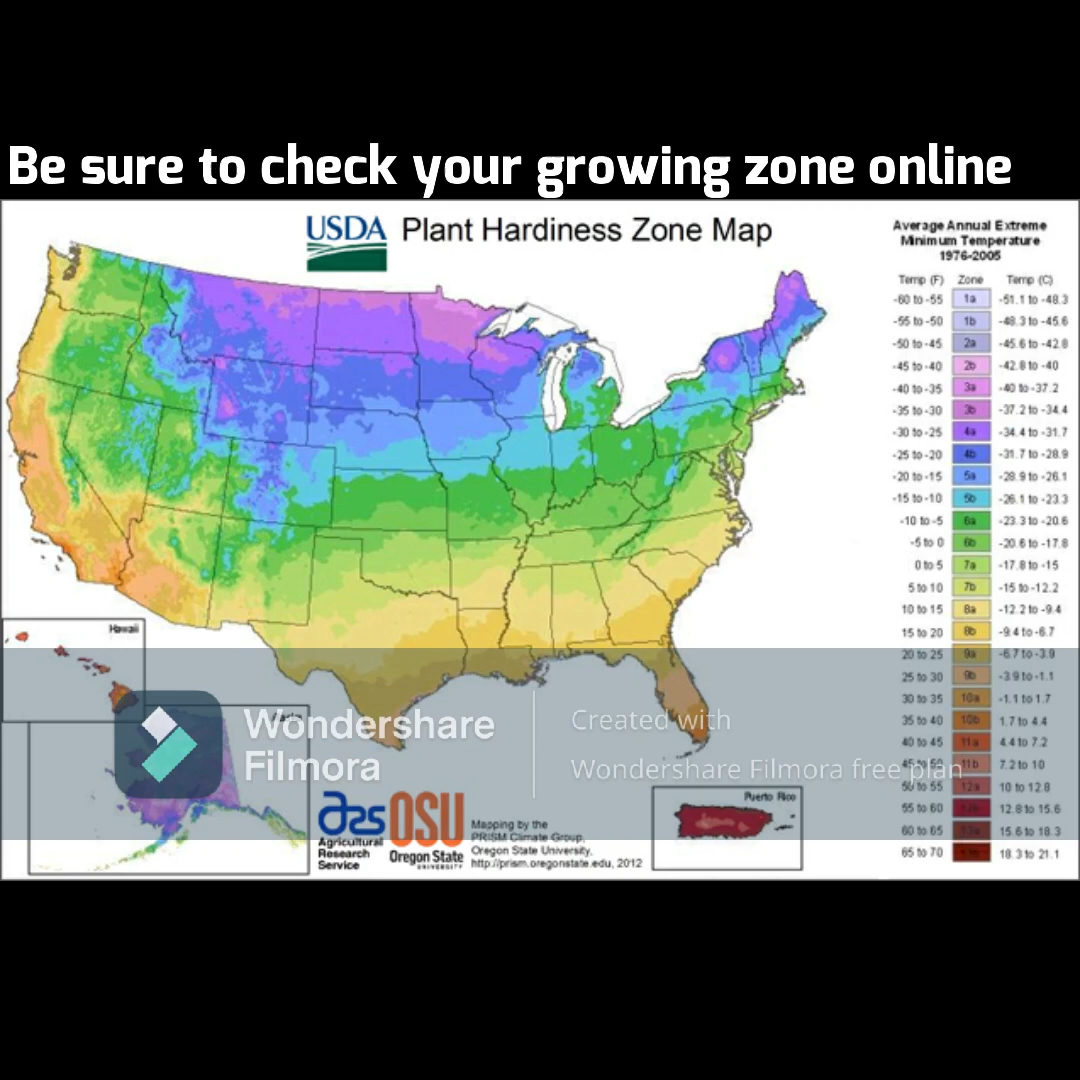 Be sure to check your growing zone online
USDA Plant Hardiness Zone Map
Average Annual Extreme
Minimum Temperature
1976-2005
Temp (F) Zone Temp (C)
-60 to -55 1a -51.1 to -48.3
-55 to -50 1b -48.3 to -45.6
-50 to -45 2a -45.6 to -42.8
-45 to -40 2b -42.8 to -40
-40 to -35 3a -40 to -37.2
-35 to -30 3b -37.2 to -34.4
-30 to -25 4a -34.4 to -31.7
-25 to -20 4b -31.7 to -28.9
-20 to -15 5a -28.9 to -26.1
-15 to -10 5b -26.1 to -23.3
-10 to -5 6a -23.3 to -20.6
-5 to 0 6b -20.6 to -17.8
0 to 5 7a -17.8 to -15
5 to 10 7b -15 to -12.2
10 to 15 8a -12.2 to -9.4
15 to 20 8b -9.4 to -6.7
20 to 25 9a -6.7 to -3.9
25 to 30 9b -3.9 to -1.1
30 to 35 10a -1.1 to 1.7
35 to 40 10b 1.7 to 4.4
40 to 45 11a 4.4 to 7.2
45 to 50 11b 7.2 to 10
50 to 55 12a 10 to 12.8
55 to 60 12.8 to 15.6
60 to 65 15.6 to 18.3
65 to 70 18.3 to 21.1
Hawaii
Wondershare
Filmora
Created with
Wondershare Filmora free plan
ars
Agricultural
Research
Service
OSU
Oregon State
UNIVERSITY
Mapping by the
PRISM Climate Group,
Oregon State University,
http://prism.oregonstate.edu, 2012
Puerto Rico